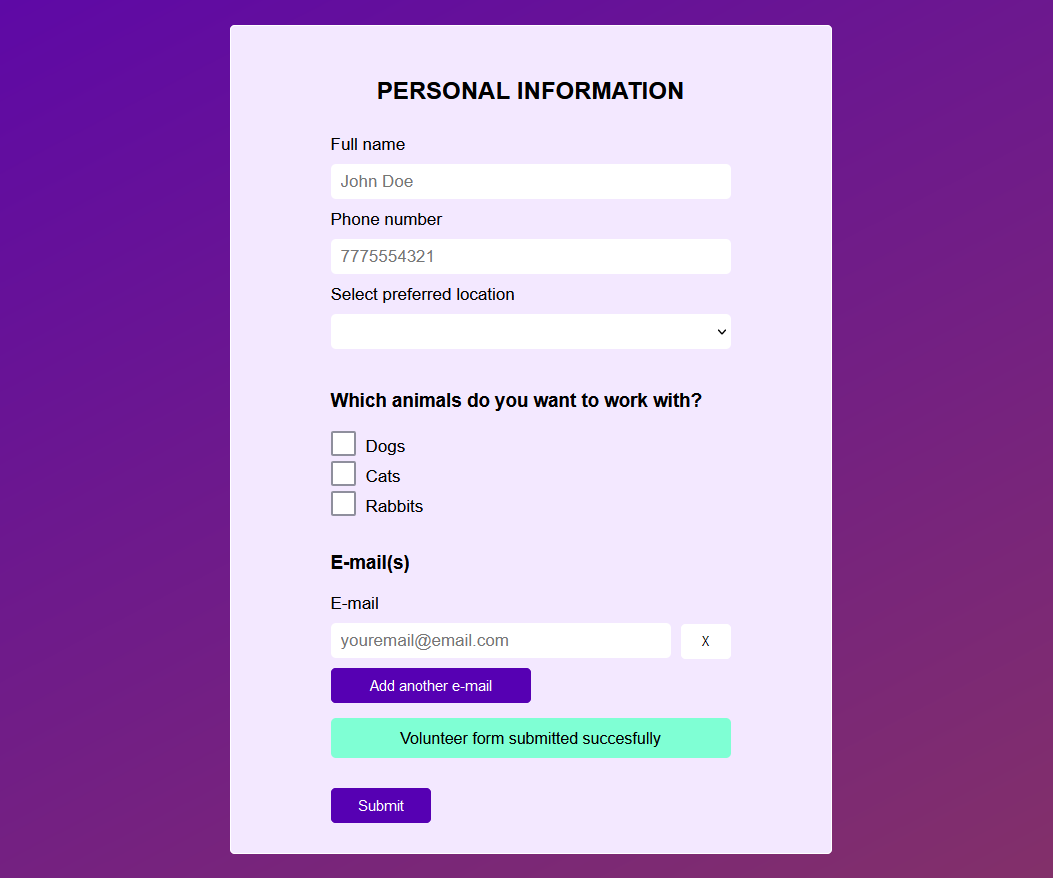 PERSONAL INFORMATION
Full name
John Doe
Phone number
7775554321
Select preferred location
Which animals do you want to work with?
Dogs
Cats
Rabbits
E-mail(s)
E-mail
youremail@email.com
X
Add another e-mail
Volunteer form submitted succesfully
Submit